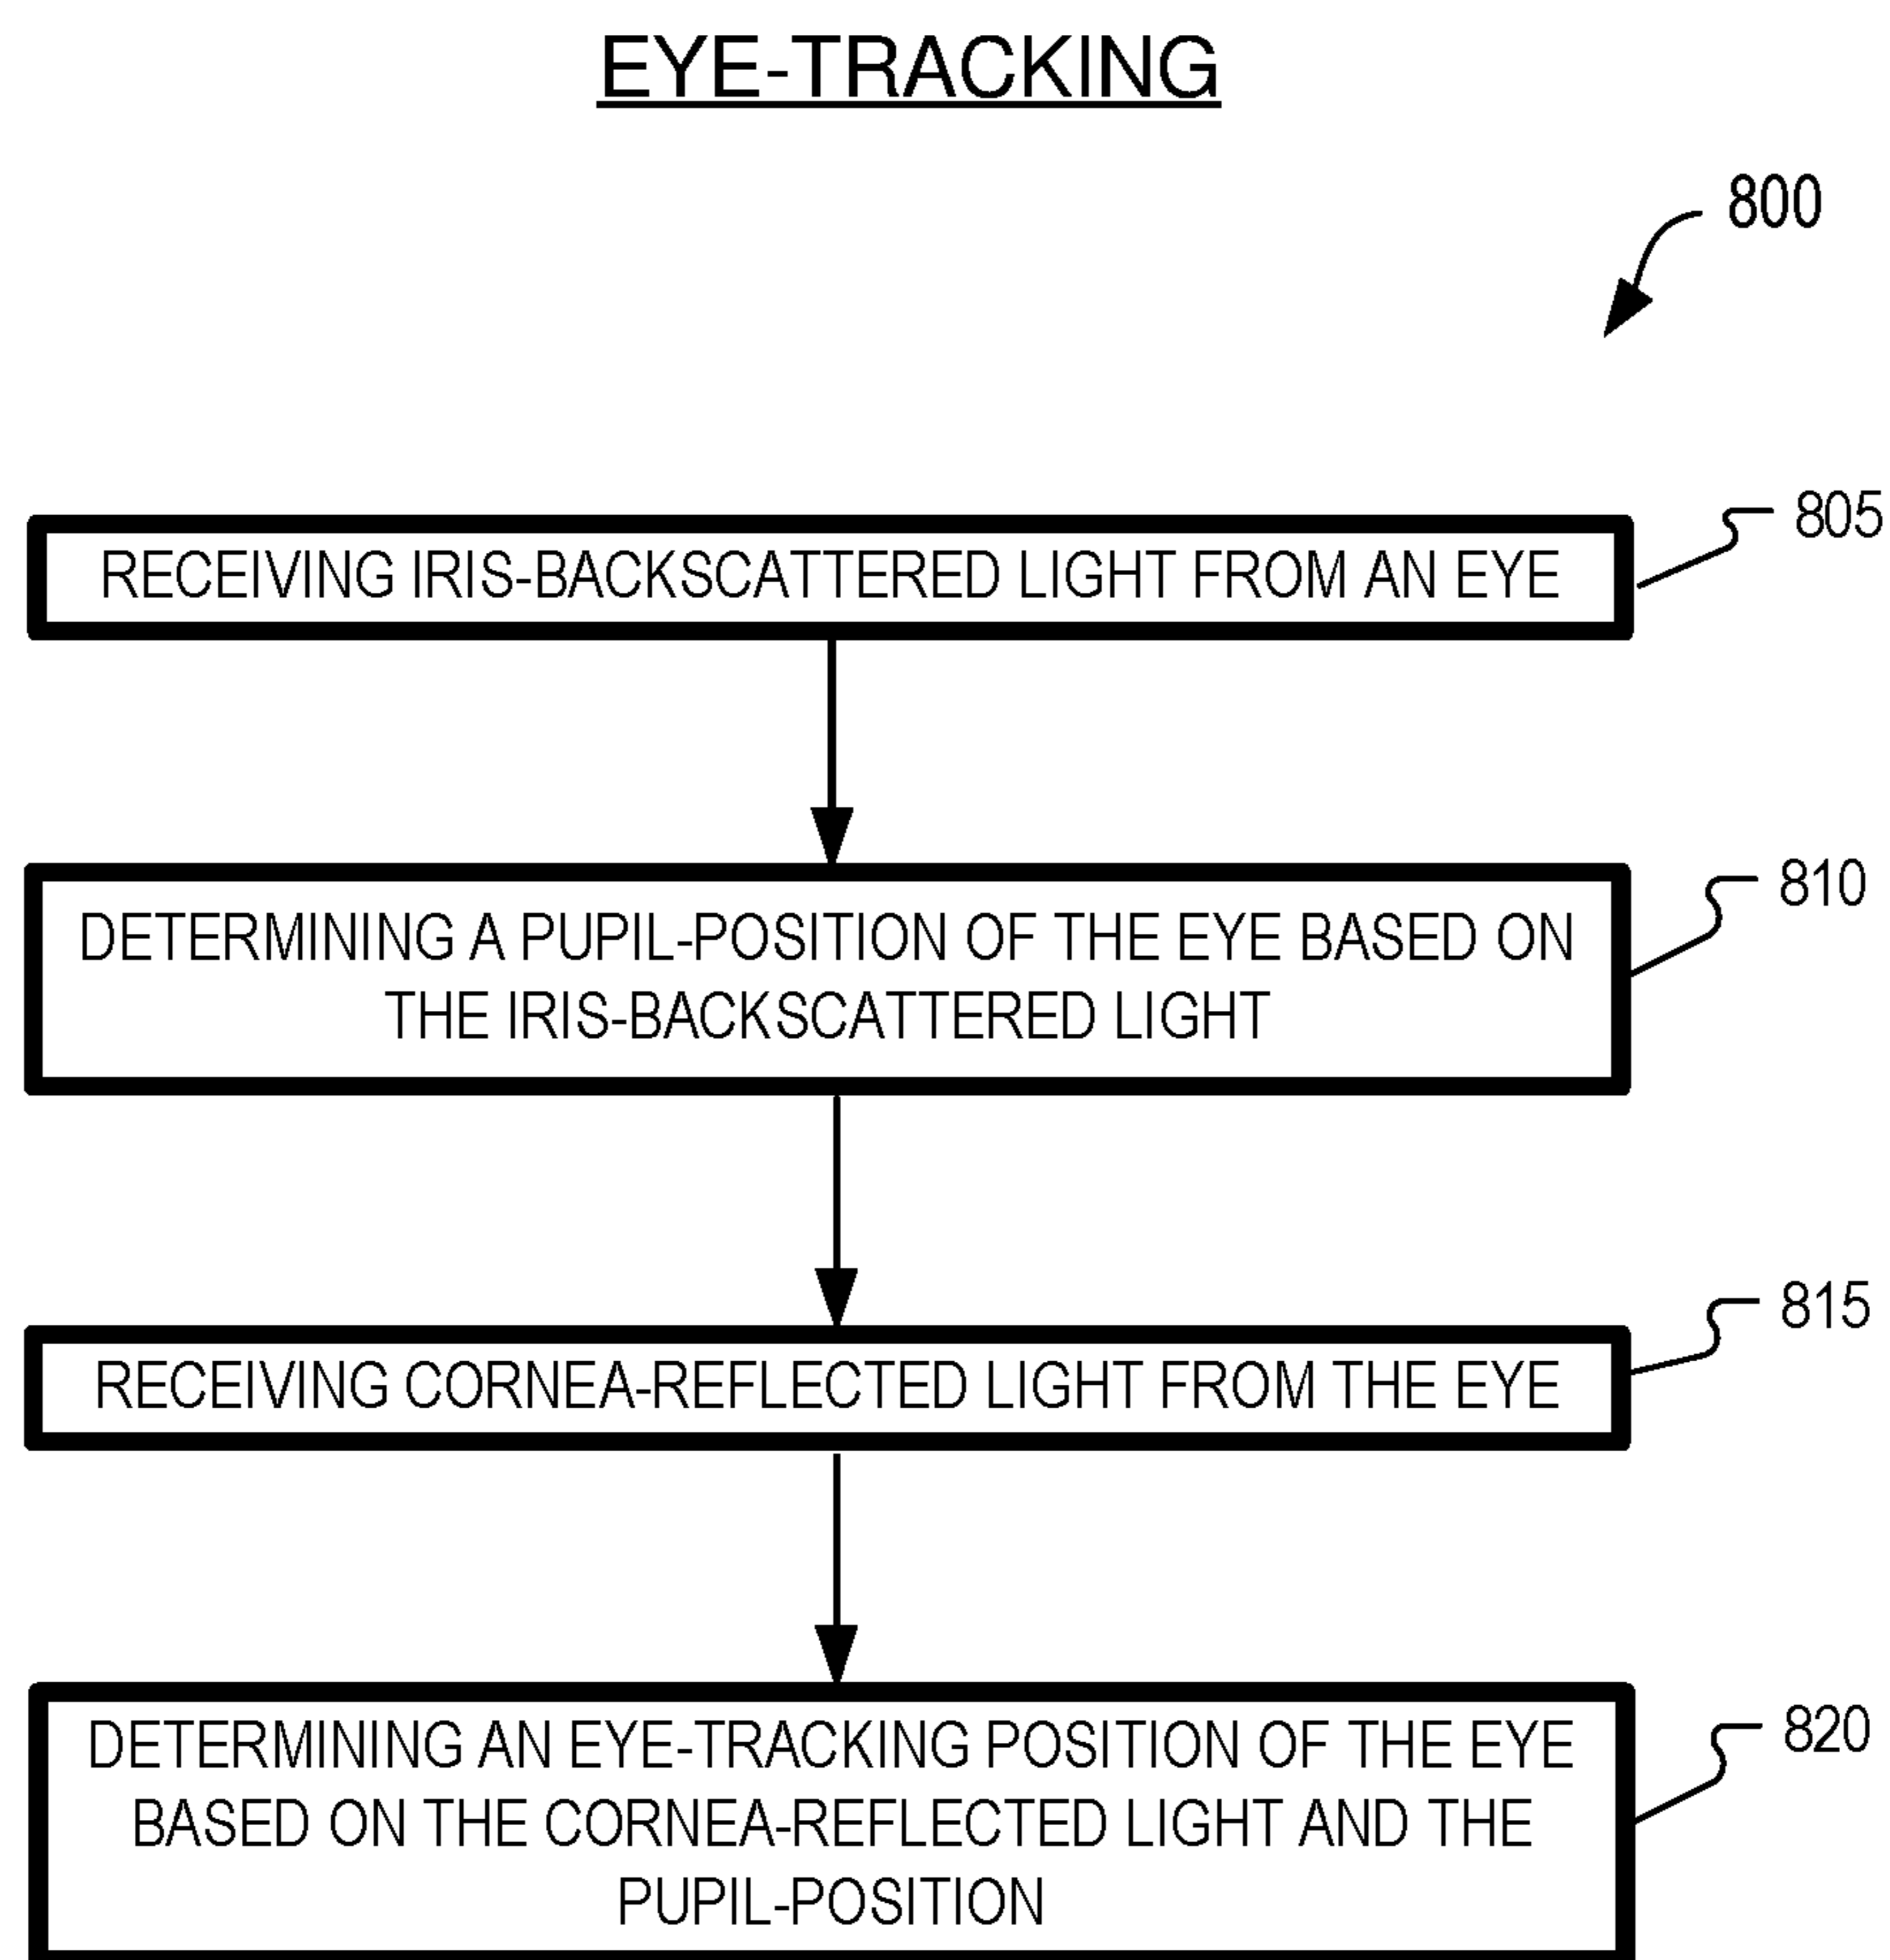 EYE-TRACKING
800
RECEIVING IRIS-BACKSCATTERED LIGHT FROM AN EYE
805
DETERMINING A PUPIL-POSITION OF THE EYE BASED ON
THE IRIS-BACKSCATTERED LIGHT
810
RECEIVING CORNEA-REFLECTED LIGHT FROM THE EYE
815
DETERMINING AN EYE-TRACKING POSITION OF THE EYE
BASED ON THE CORNEA-REFLECTED LIGHT AND THE
PUPIL-POSITION
820